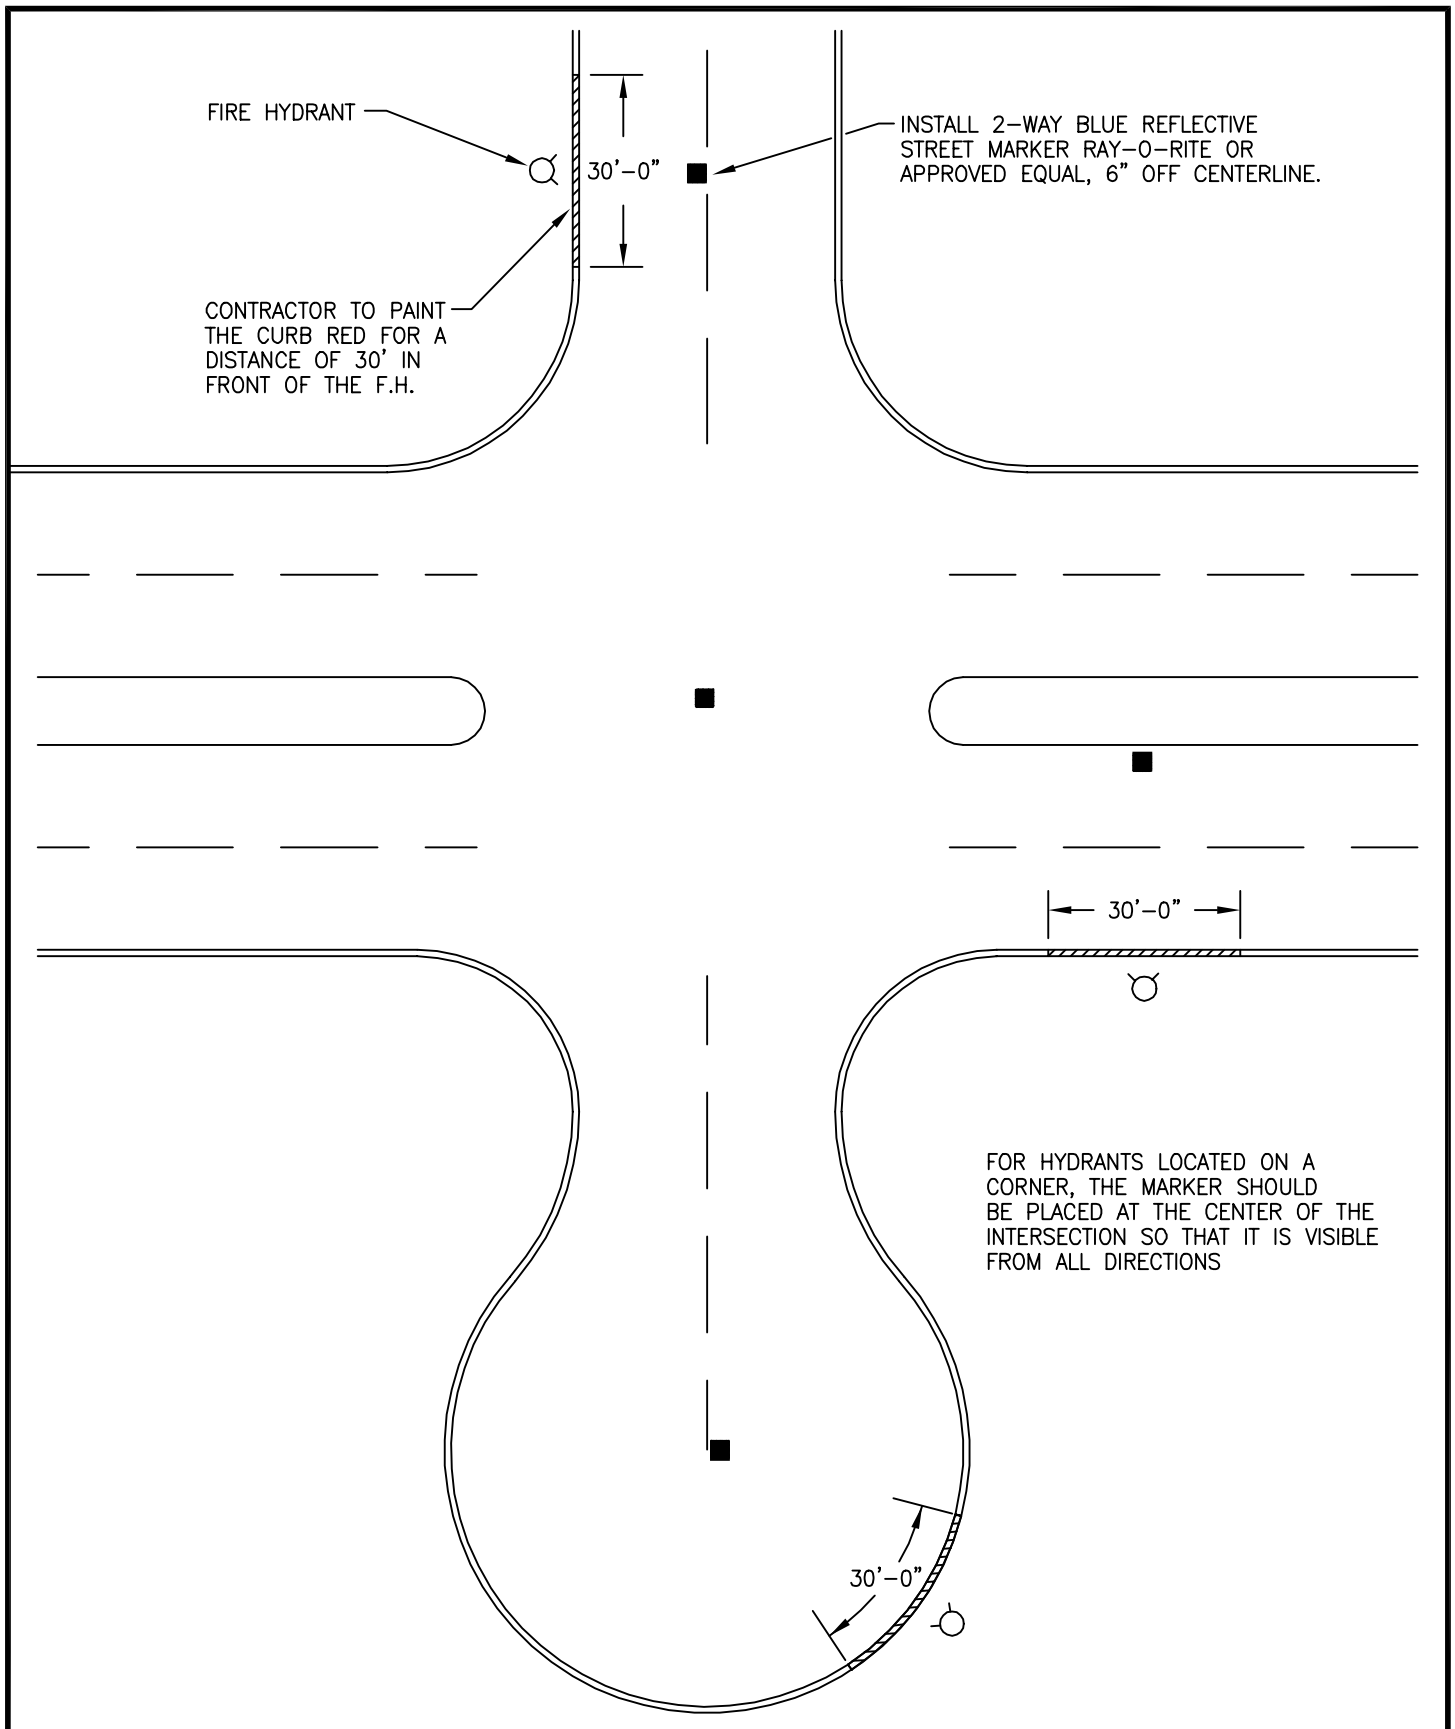 FIRE HYDRANT
30'-0"
INSTALL 2-WAY BLUE REFLECTIVE
STREET MARKER RAY-O-RITE OR
APPROVED EQUAL, 6" OFF CENTERLINE.
CONTRACTOR TO PAINT
THE CURB RED FOR A
DISTANCE OF 30' IN
FRONT OF THE F.H.
30'-0"
FOR HYDRANTS LOCATED ON A
CORNER, THE MARKER SHOULD
BE PLACED AT THE CENTER OF THE
INTERSECTION SO THAT IT IS VISIBLE
FROM ALL DIRECTIONS
30'-0"